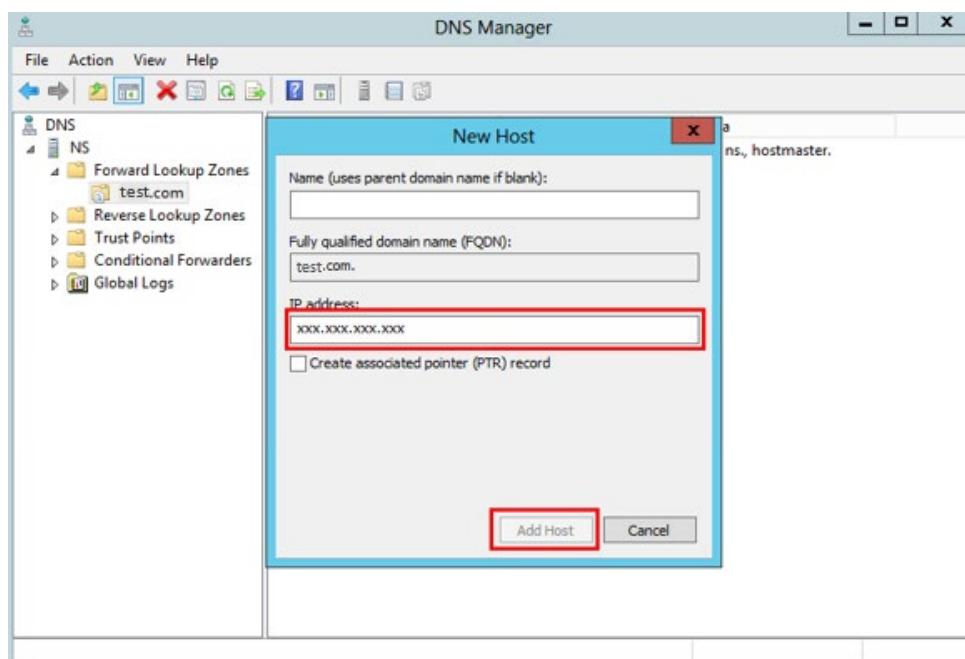 DNS Manager
File Action View Help
DNS
NS
Forward Lookup Zones
test.com
Reverse Lookup Zones
Trust Points
Conditional Forwarders
Global Logs
a
ns., hostmaster.
New Host
Name (uses parent domain name if blank):
Fully qualified domain name (FQDN):
test.com.
IP address:
xxx.xxx.xxx.xxx
Create associated pointer (PTR) record
Add Host Cancel